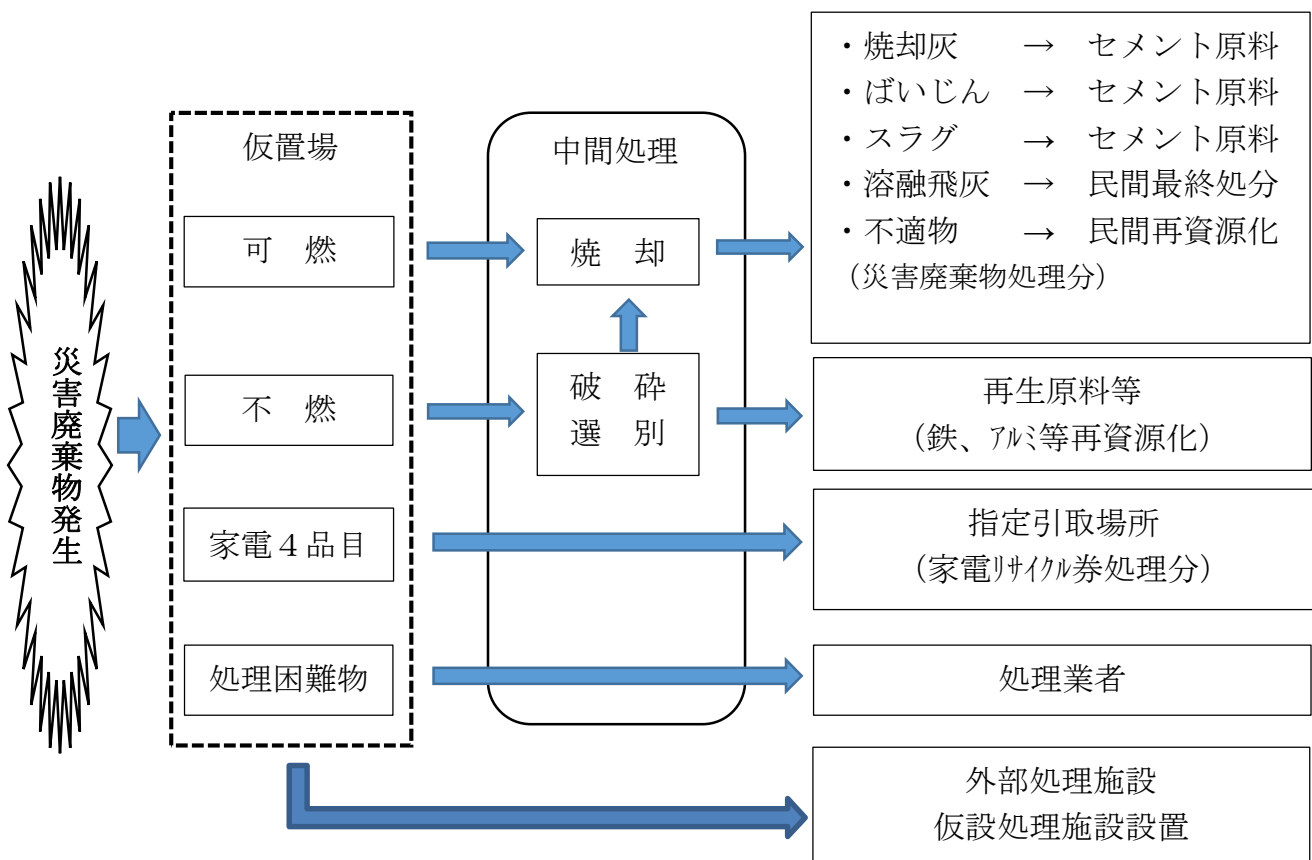 災害廃棄物発生
仮置場
可　燃
不　燃
家電４品目
処理困難物
中間処理
焼　却
破　砕
選　別
・焼却灰　→　セメント原料
・ばいじん　→　セメント原料
・スラグ　→　セメント原料
・溶融飛灰　→　民間最終処分
・不適物　→　民間再資源化
（災害廃棄物処理分）
再生原料等
（鉄、ｱﾙﾐ等再資源化）
指定引取場所
（家電ﾘｻｲｸﾙ券処理分）
処理業者
外部処理施設
仮設処理施設設置